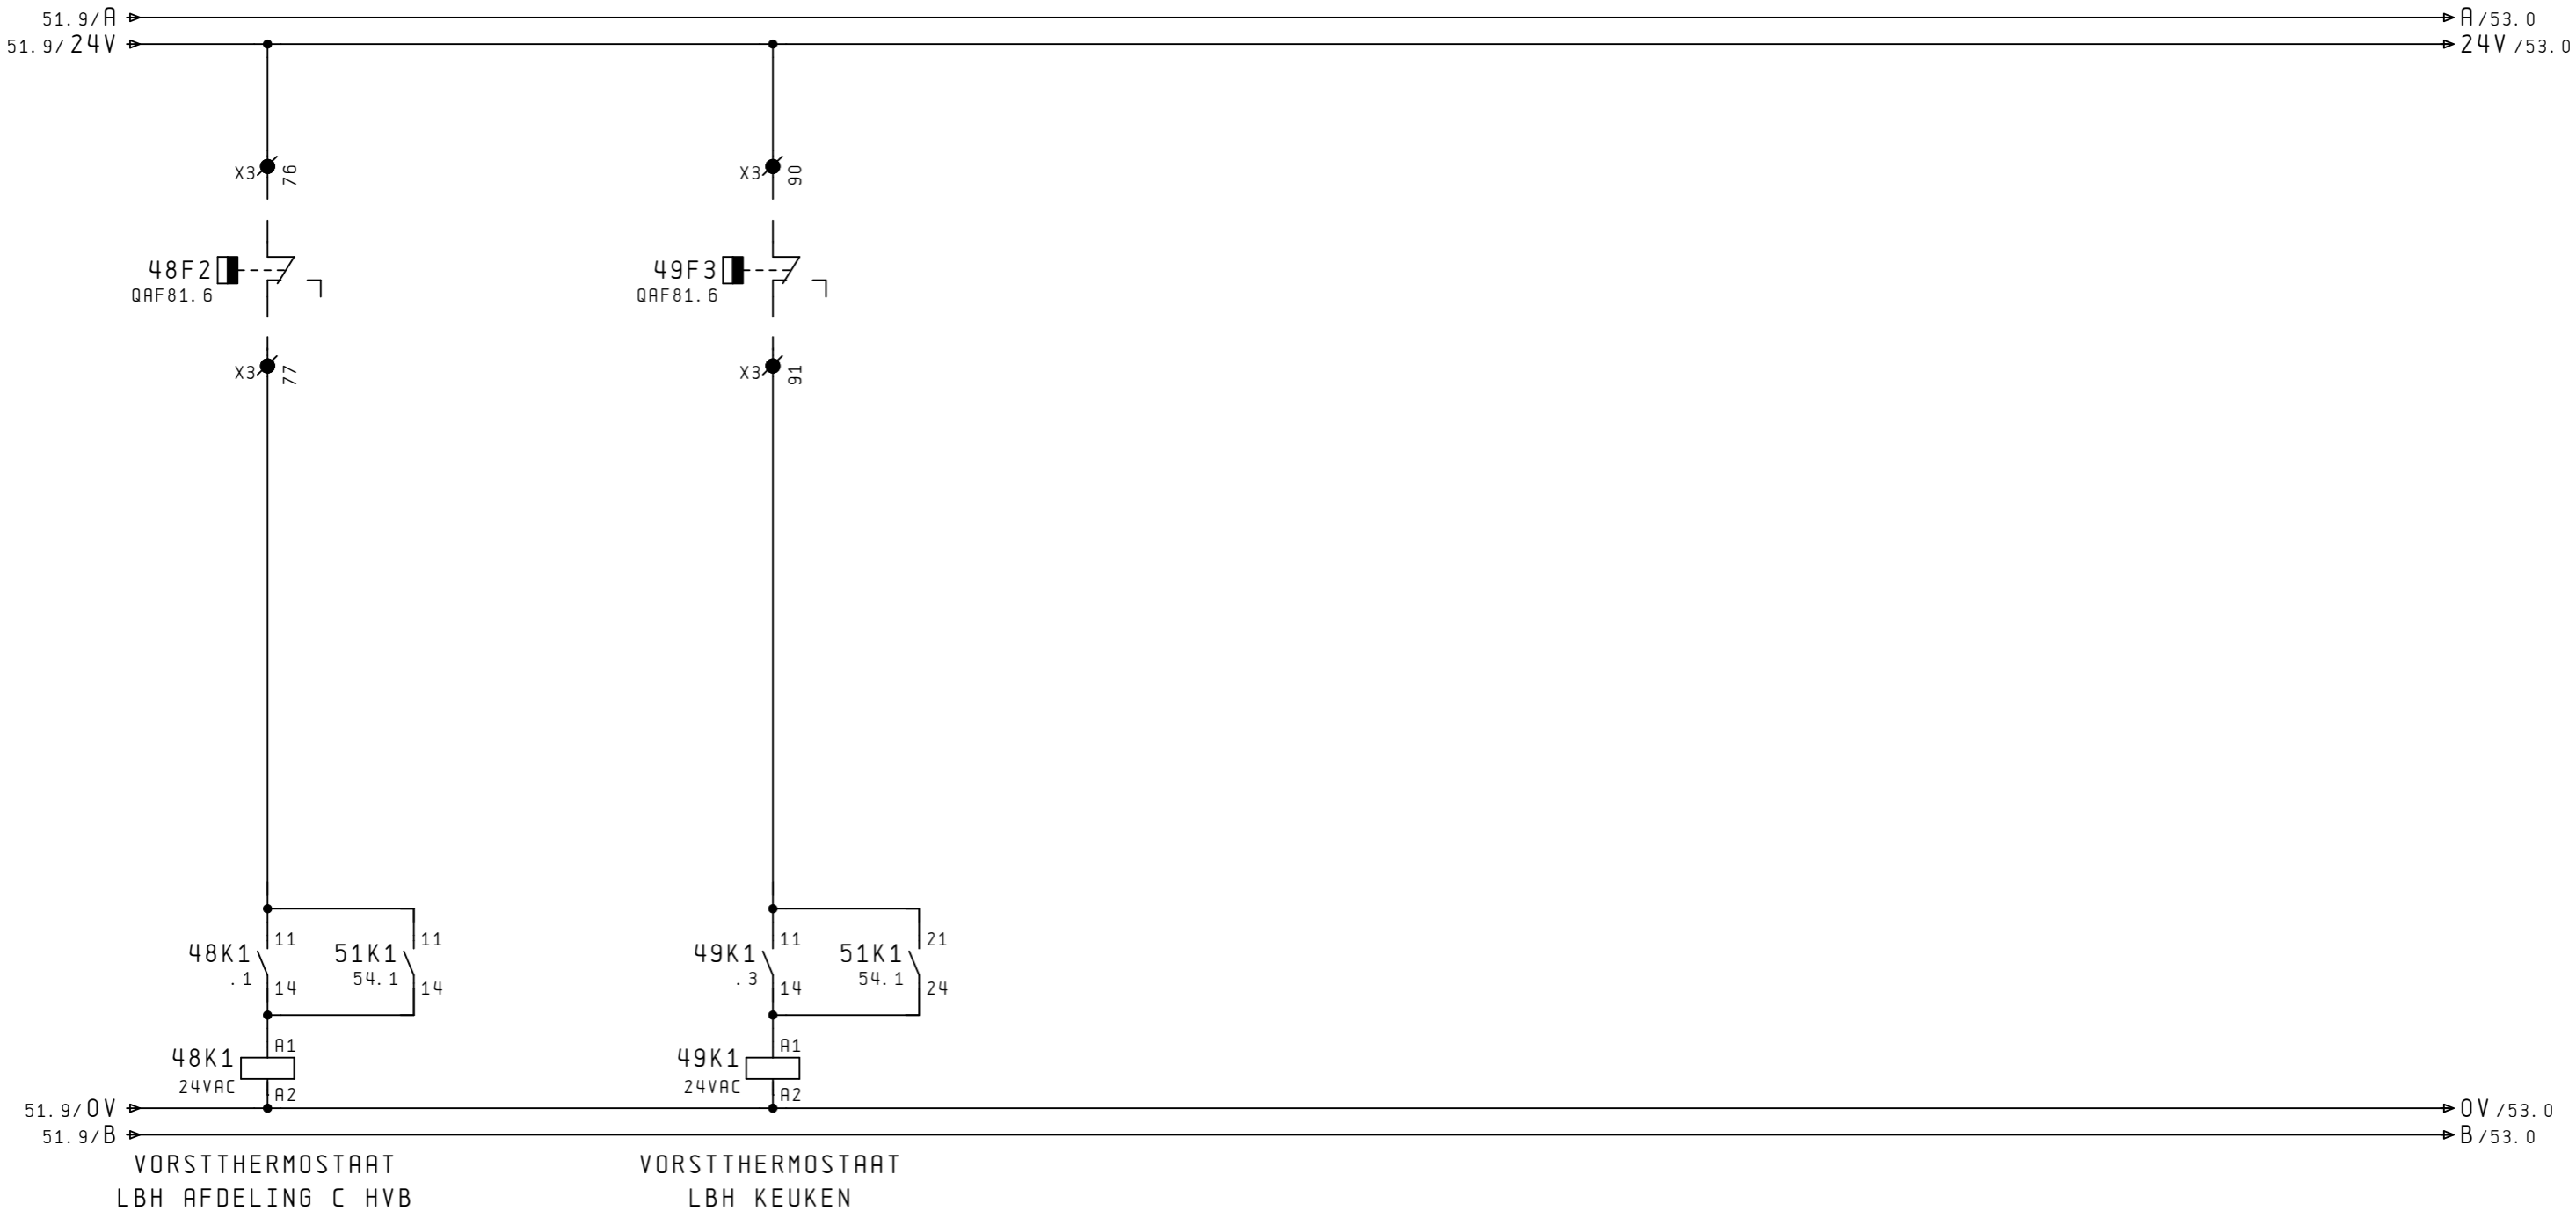 51.9/A
A/53.0
51.9/24V
24V/53.0
X3 76
X3 90
48F2
QAF81.6
49F3
QAF81.6
X3 77
X3 91
48K1
.1
11
14
51K1
54.1
11
14
49K1
.3
11
14
51K1
54.1
21
24
48K1
24VAC
A1
A2
49K1
24VAC
A1
A2
51.9/0V
0V/53.0
51.9/B
B/53.0
VORSTTHERMOSTAAT
LBH AFDELING C HVB
VORSTTHERMOSTAAT
LBH KEUKEN